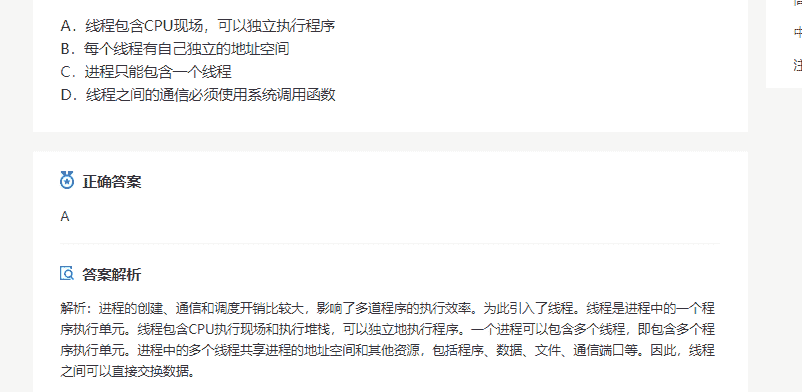 A．线程包含CPU现场，可以独立执行程序
B．每个线程有自己独立的地址空间
C．进程只能包含一个线程
D．线程之间的通信必须使用系统调用函数
正确答案
A
答案解析
解析：进程的创建、通信和调度开销比较大，影响了多道程序的执行效率。为此引入了线程。线程是进程中的一个程
序执行单元。线程包含CPU执行现场和执行堆栈，可以独立地执行程序。一个进程可以包含多个线程，即包含多个程
序执行单元。进程中的多个线程共享进程的地址空间和其他资源，包括程序、数据、文件、通信端口等。因此，线程
之间可以直接交换数据。